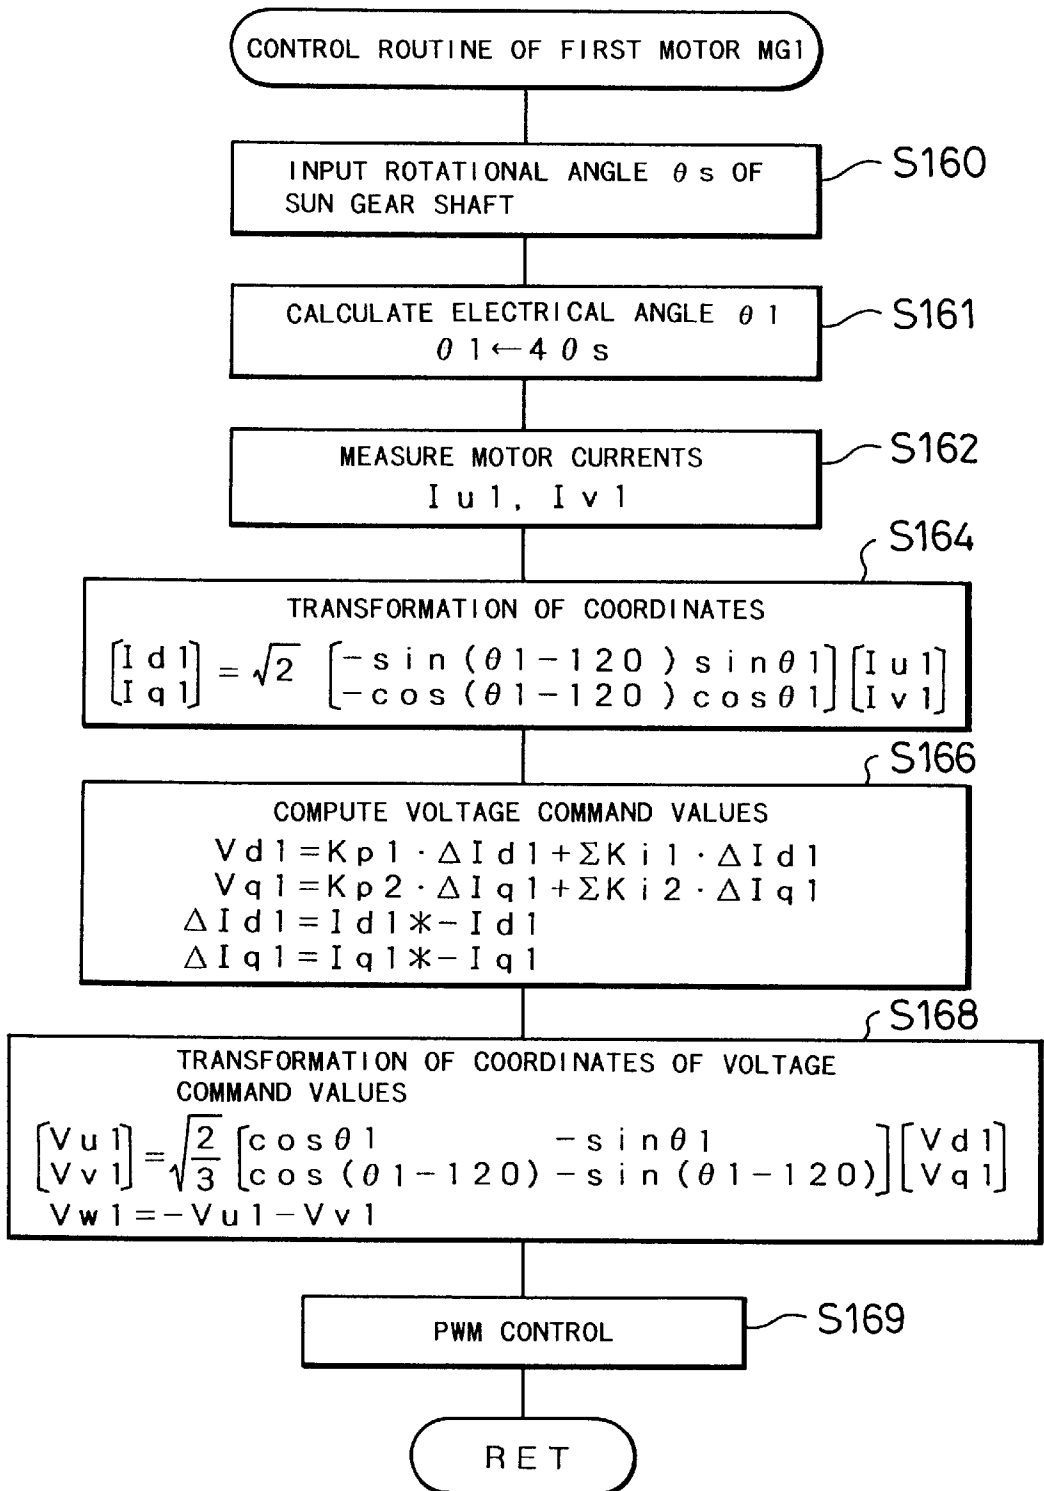 CONTROL ROUTINE OF FIRST MOTOR MG1
INPUT ROTATIONAL ANGLE θs OF
SUN GEAR SHAFT
S160
CALCULATE ELECTRICAL ANGLE θ1
θ1←4θs
S161
MEASURE MOTOR CURRENTS
Iu1, Iv1
S162
S164
TRANSFORMATION OF COORDINATES
[Id1] = √2 [-sin(θ1-120) sinθ1] [Iu1]
[Iq1] [-cos(θ1-120) cosθ1] [Iv1]
S166
COMPUTE VOLTAGE COMMAND VALUES
Vd1=Kp1·ΔId1+ΣKi1·ΔId1
Vq1=Kp2·ΔIq1+ΣKi2·ΔIq1
ΔId1=Id1*-Id1
ΔIq1=Iq1*-Iq1
S168
TRANSFORMATION OF COORDINATES OF VOLTAGE
COMMAND VALUES
[Vu1] = √(2/3) [cosθ1 -sinθ1] [Vd1]
[Vv1] [cos(θ1-120) -sin(θ1-120)] [Vq1]
Vw1=-Vu1-Vv1
PWM CONTROL
S169
RET